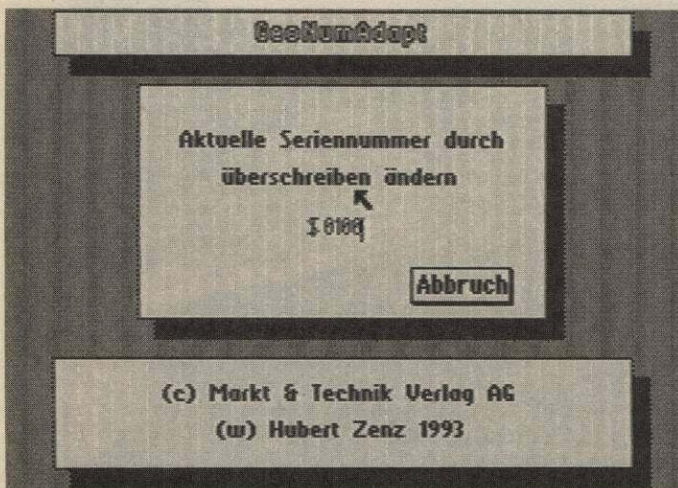 GeoNumAdapt
Aktuelle Seriennummer durch
überschreiben ändern
$0100
Abbruch
(c) Markt & Technik Verlag AG
(w) Hubert Zenz 1993